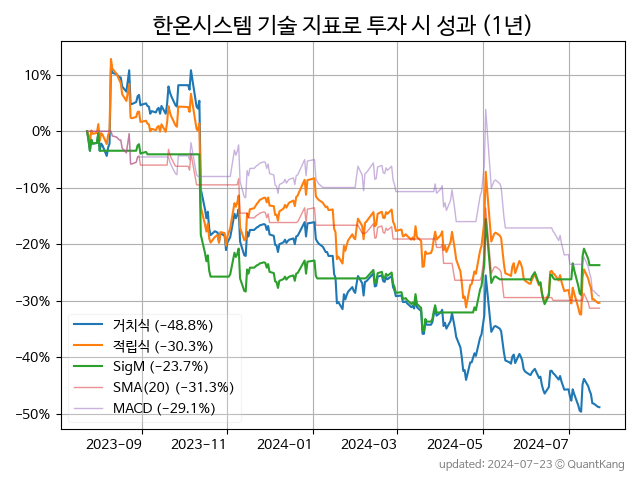 한온시스템 기술 지표로 투자 시 성과 (1년)
10%
0%
−10%
−20%
−30%
−40%
−50%
거치식 (−48.8%)
적립식 (−30.3%)
SigM (−23.7%)
SMA(20) (−31.3%)
MACD (−29.1%)
2023−09 2023−11 2024−01 2024−03 2024−05 2024−07
updated: 2024-07-23 © QuantKang